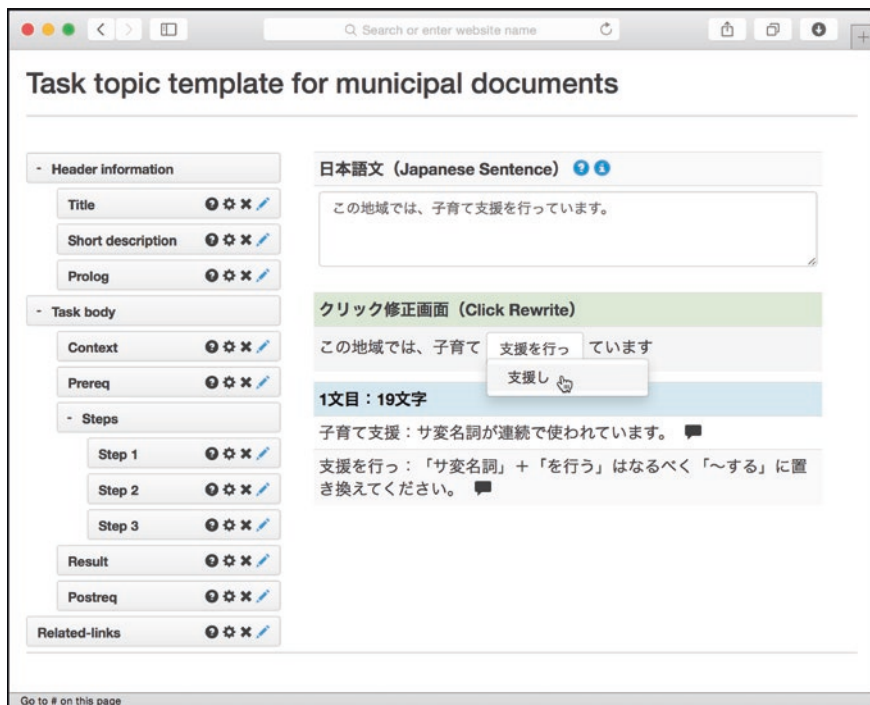 Search or enter website name
Task topic template for municipal documents
- Header information
Title
Short description
Prolog
- Task body
Context
Prereq
- Steps
Step 1
Step 2
Step 3
Result
Postreq
Related-links
日本語文（Japanese Sentence）
この地域では、子育て支援を行っています。
クリック修正画面（Click Rewrite）
この地域では、子育て 支援を行っ ています
支援し
1文目：19文字
子育て支援：サ変名詞が連続で使われています。
支援を行っ：「サ変名詞」＋「を行う」はなるべく「〜する」に置
き換えてください。
Go to # on this page